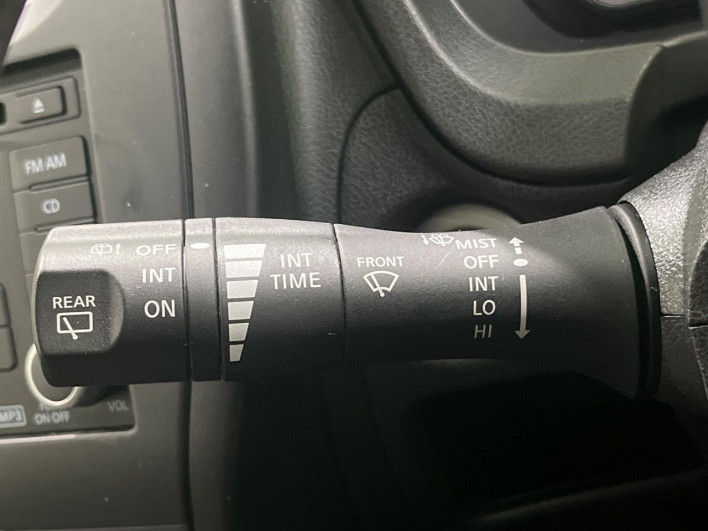 FM·AM
CD
OFF
INT
ON
REAR
INT
TIME
FRONT
MIST
OFF
INT
LO
HI
MP3
ON·OFF
VOL